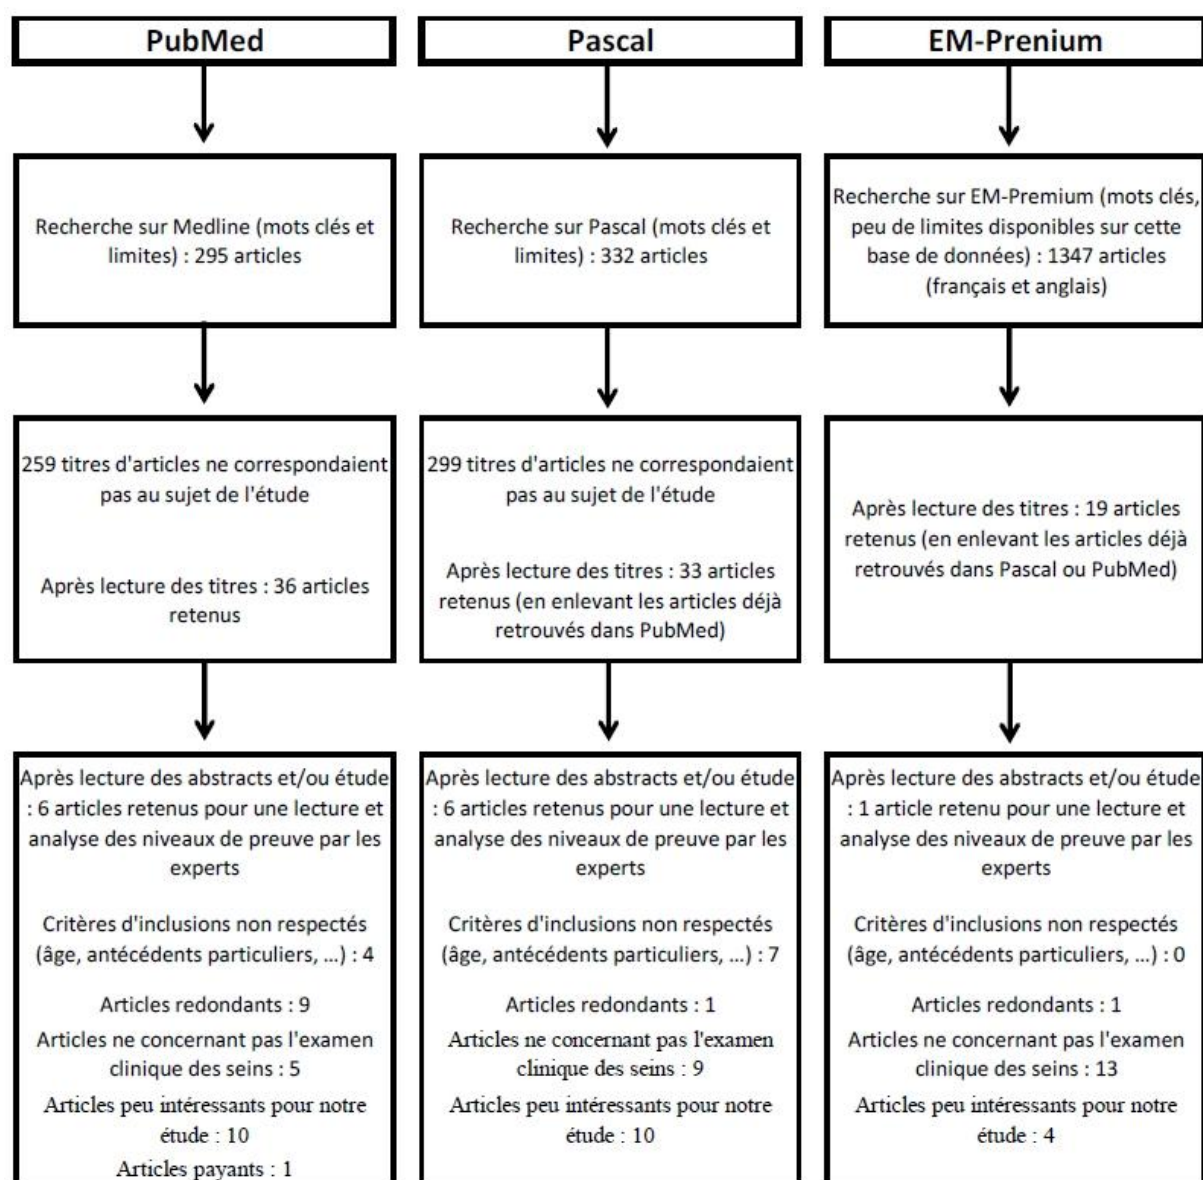 PubMed
Recherche sur Medline (mots clés et
limites) : 295 articles
259 titres d'articles ne correspondaient
pas au sujet de l'étude
Après lecture des titres : 36 articles
retenus
Après lecture des abstracts et/ou étude
: 6 articles retenus pour une lecture et
analyse des niveaux de preuve par les
experts
Critères d'inclusions non respectés
(âge, antécédents particuliers, ...) : 4
Articles redondants : 9
Articles ne concernant pas l'examen
clinique des seins : 5
Articles peu intéressants pour notre
étude : 10
Articles payants : 1
Pascal
Recherche sur Pascal (mots clés et
limites) : 332 articles
299 titres d'articles ne correspondaient
pas au sujet de l'étude
Après lecture des titres : 33 articles
retenus (en enlevant les articles déjà
retrouvés dans PubMed)
Après lecture des abstracts et/ou étude
: 6 articles retenus pour une lecture et
analyse des niveaux de preuve par les
experts
Critères d'inclusions non respectés
(âge, antécédents particuliers, ...) : 7
Articles redondants : 1
Articles ne concernant pas l'examen
clinique des seins : 9
Articles peu intéressants pour notre
étude : 10
EM-Prenium
Recherche sur EM-Premium (mots clés,
peu de limites disponibles sur cette
base de données) : 1347 articles
(français et anglais)
Après lecture des titres : 19 articles
retenus (en enlevant les articles déjà
retrouvés dans Pascal ou PubMed)
Après lecture des abstracts et/ou étude
: 1 article retenu pour une lecture et
analyse des niveaux de preuve par les
experts
Critères d'inclusions non respectés
(âge, antécédents particuliers, ...) : 0
Articles redondants : 1
Articles ne concernant pas l'examen
clinique des seins : 13
Articles peu intéressants pour notre
étude : 4